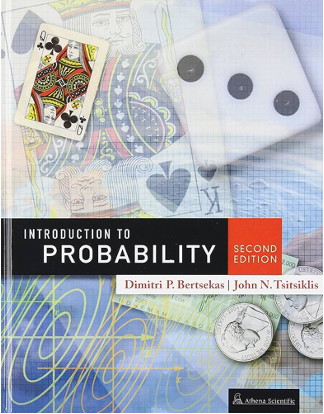 Q
INTRODUCTION TO
PROBABILITY
SECOND
EDITION
Dimitri P. Bertsekas | John N. Tsitsiklis
Athena Scientific